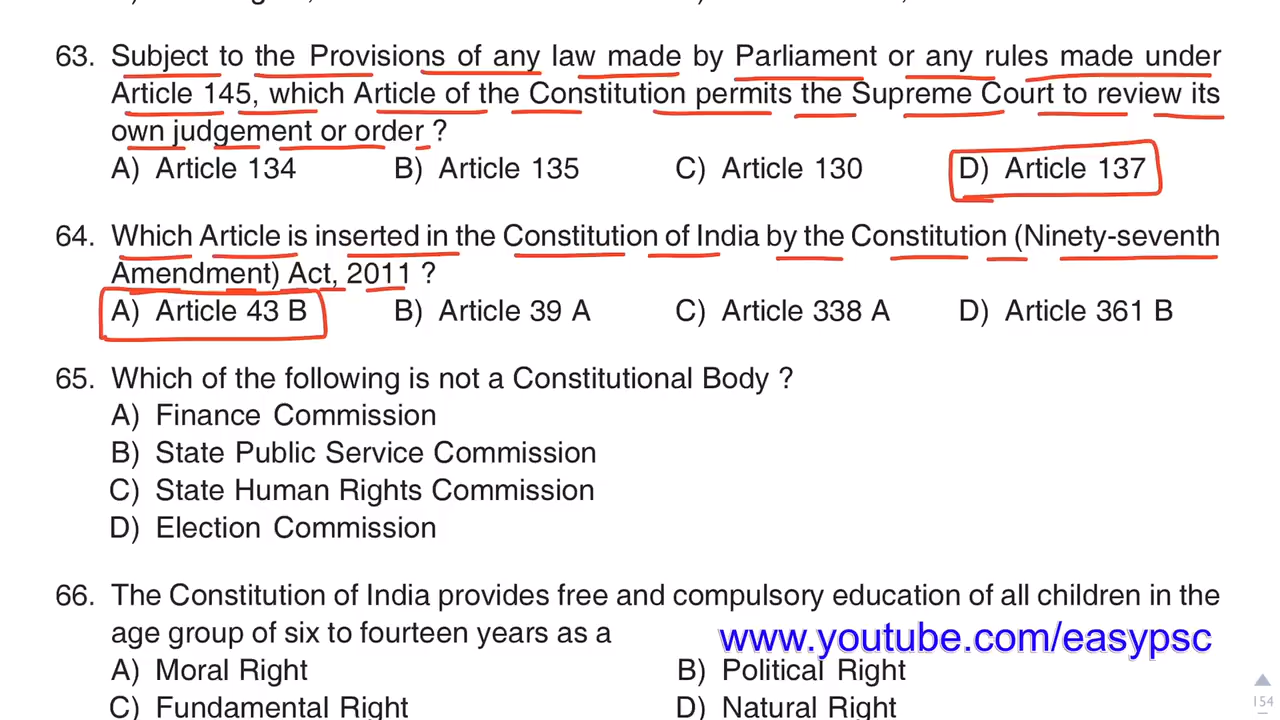 63. Subject to the Provisions of any law made by Parliament or any rules made under
Article 145, which Article of the Constitution permits the Supreme Court to review its
own judgement or order ?
A) Article 134 B) Article 135 C) Article 130 D) Article 137
64. Which Article is inserted in the Constitution of India by the Constitution (Ninety-seventh
Amendment) Act, 2011 ?
A) Article 43 B B) Article 39 A C) Article 338 A D) Article 361 B
65. Which of the following is not a Constitutional Body ?
A) Finance Commission
B) State Public Service Commission
C) State Human Rights Commission
D) Election Commission
66. The Constitution of India provides free and compulsory education of all children in the
age group of six to fourteen years as a
www.youtube.com/easypsc
A) Moral Right B) Political Right
C) Fundamental Right D) Natural Right
154